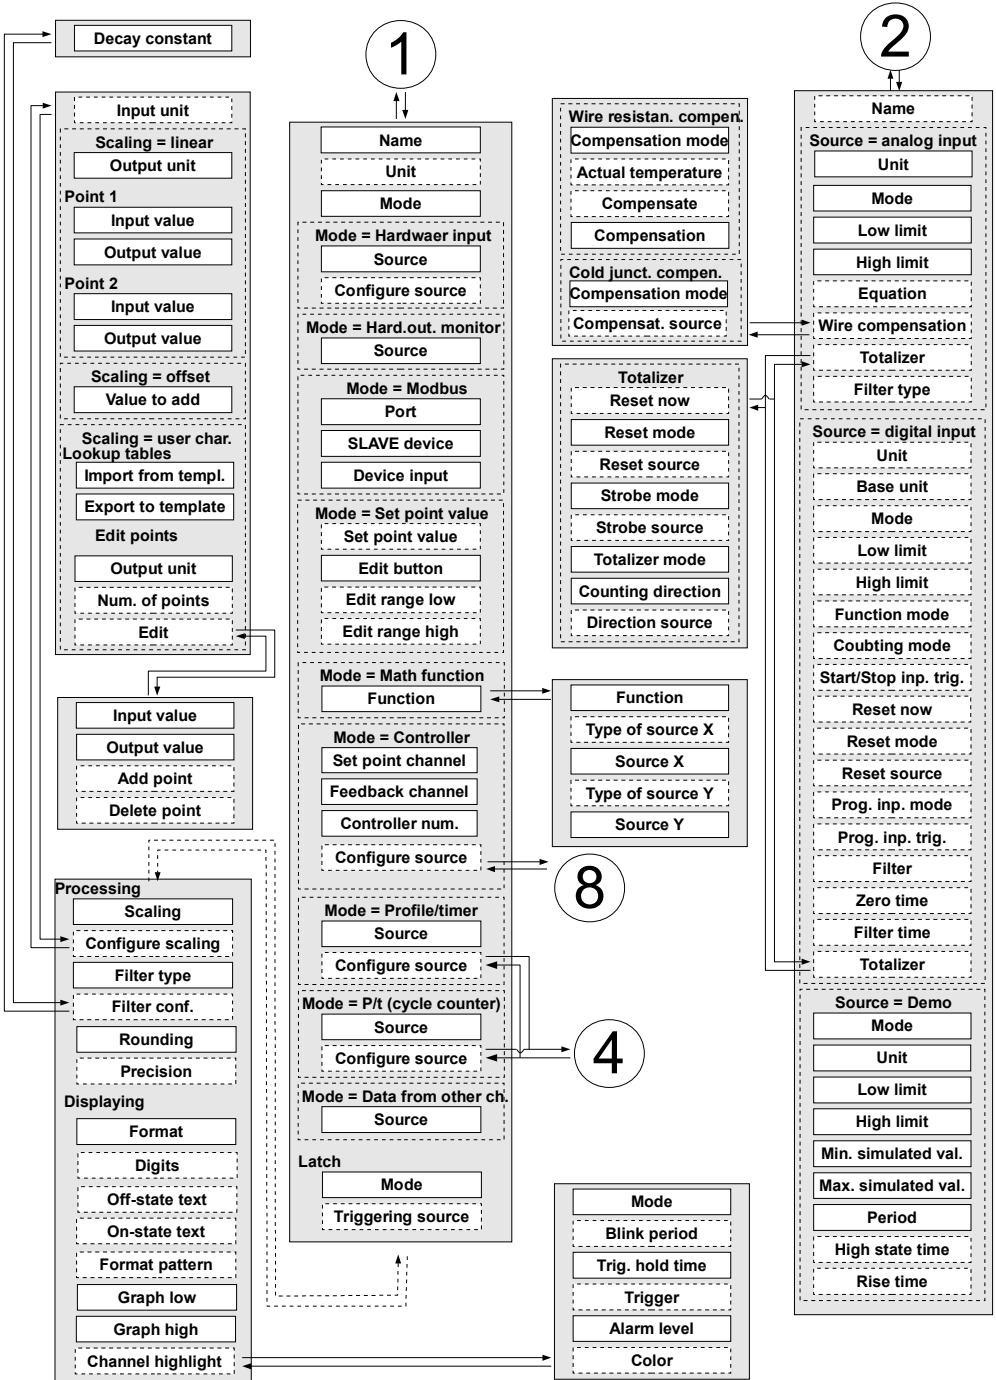 Decay constant
Input unit
Scaling = linear
Output unit
Point 1
Input value
Output value
Point 2
Input value
Output value
Scaling = offset
Value to add
Scaling = user char.
Lookup tables
Import from templ.
Export to template
Edit points
Output unit
Num. of points
Edit
Input value
Output value
Add point
Delete point
Processing
Scaling
Configure scaling
Filter type
Filter conf.
Rounding
Precision
Displaying
Format
Digits
Off-state text
On-state text
Format pattern
Graph low
Graph high
Channel highlight
1
Name
Unit
Mode
Mode = Hardwaer input
Source
Configure source
Mode = Hard.out. monitor
Source
Mode = Modbus
Port
SLAVE device
Device input
Mode = Set point value
Set point value
Edit button
Edit range low
Edit range high
Mode = Math function
Function
Mode = Controller
Set point channel
Feedback channel
Controller num.
Configure source
Mode = Profile/timer
Source
Configure source
Mode = P/t (cycle counter)
Source
Configure source
Mode = Data from other ch.
Source
Latch
Mode
Triggering source
Wire resistan. compen.
Compensation mode
Actual temperature
Compensate
Compensation
Cold junct. compen.
Compensation mode
Compensat. source
Totalizer
Reset now
Reset mode
Reset source
Strobe mode
Strobe source
Totalizer mode
Counting direction
Direction source
Function
Type of source X
Source X
Type of source Y
Source Y
8
4
Mode
Blink period
Trig. hold time
Trigger
Alarm level
Color
2
Name
Source = analog input
Unit
Mode
Low limit
High limit
Equation
Wire compensation
Totalizer
Filter type
Source = digital input
Unit
Base unit
Mode
Low limit
High limit
Function mode
Coubting mode
Start/Stop inp. trig.
Reset now
Reset mode
Reset source
Prog. inp. mode
Prog. inp. trig.
Filter
Zero time
Filter time
Totalizer
Source = Demo
Mode
Unit
Low limit
High limit
Min. simulated val.
Max. simulated val.
Period
High state time
Rise time